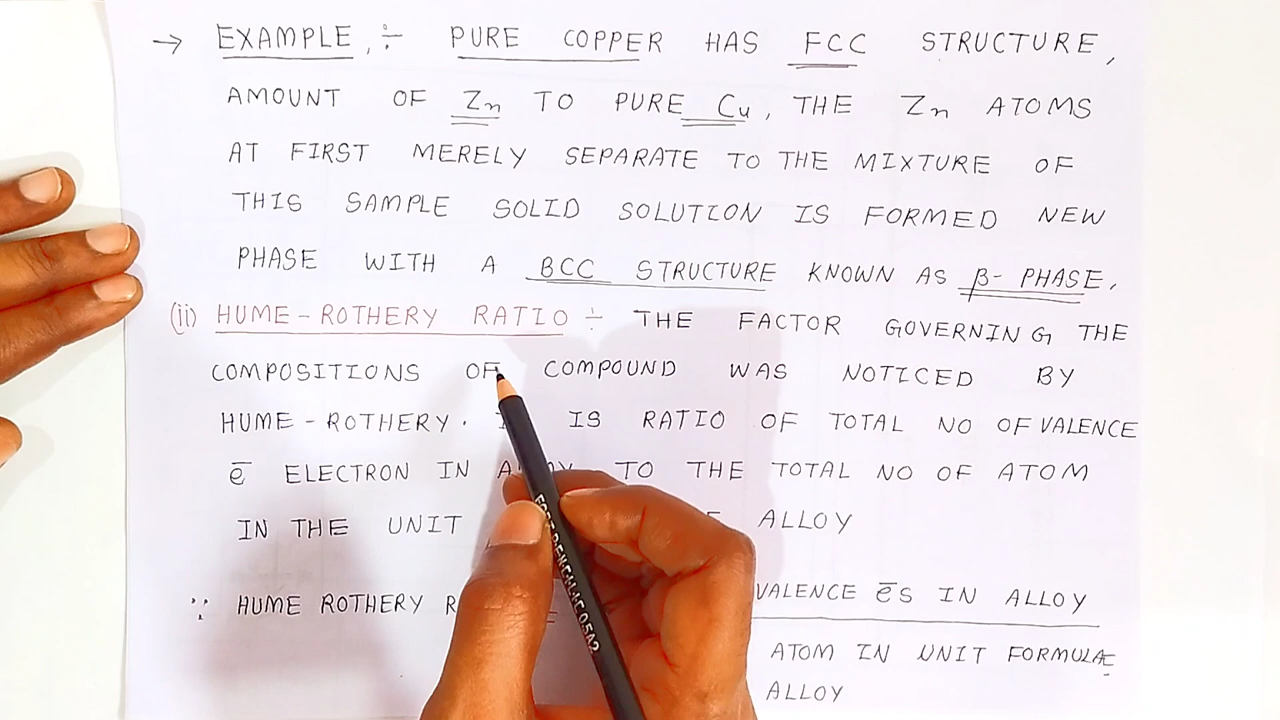 → EXAMPLE, ÷ PURE COPPER HAS FCC STRUCTURE,
AMOUNT OF Zn TO PURE Cu, THE Zn ATOMS
AT FIRST MERELY SEPARATE TO THE MIXTURE OF
THIS SAMPLE SOLID SOLUTION IS FORMED NEW
PHASE WITH A BCC STRUCTURE KNOWN AS β- PHASE.
(ii) HUME-ROTHERY RATIO ÷ THE FACTOR GOVERNING THE
COMPOSITIONS OF COMPOUND WAS NOTICED BY
HUME-ROTHERY. IS RATIO OF TOTAL NO OF VALENCE
ē ELECTRON IN TO THE TOTAL NO OF ATOM
IN THE UNIT ALLOY
∵ HUME ROTHERY = VALENCE ēS IN ALLOY
ATOM IN UNIT FORMULAE
ALLOY